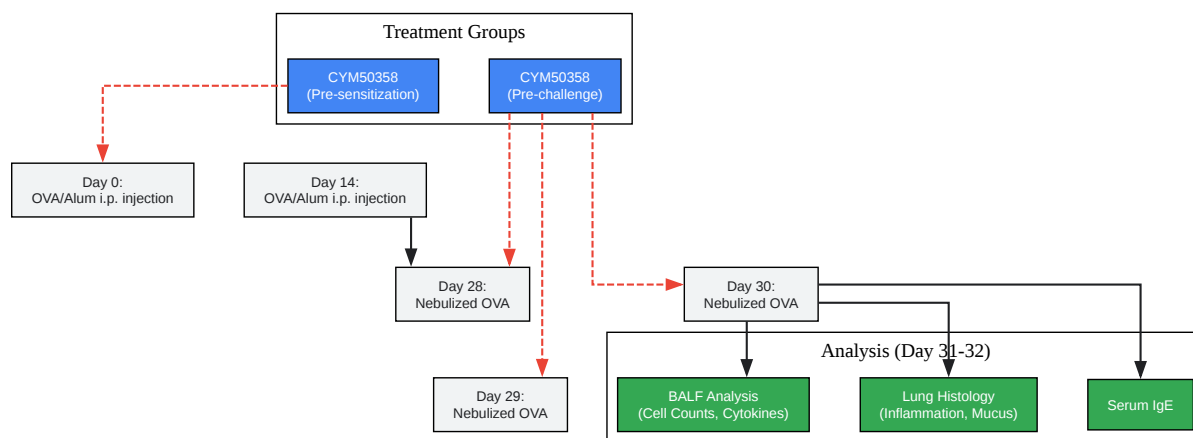 Treatment Groups
CYM50358
(Pre-sensitization)
CYM50358
(Pre-challenge)
Day 0:
OVA/Alum i.p. injection
Day 14:
OVA/Alum i.p. injection
Day 28:
Nebulized OVA
Day 30:
Nebulized OVA
Analysis (Day 31-32)
Day 29:
Nebulized OVA
BALF Analysis
(Cell Counts, Cytokines)
Lung Histology
(Inflammation, Mucus)
Serum IgE